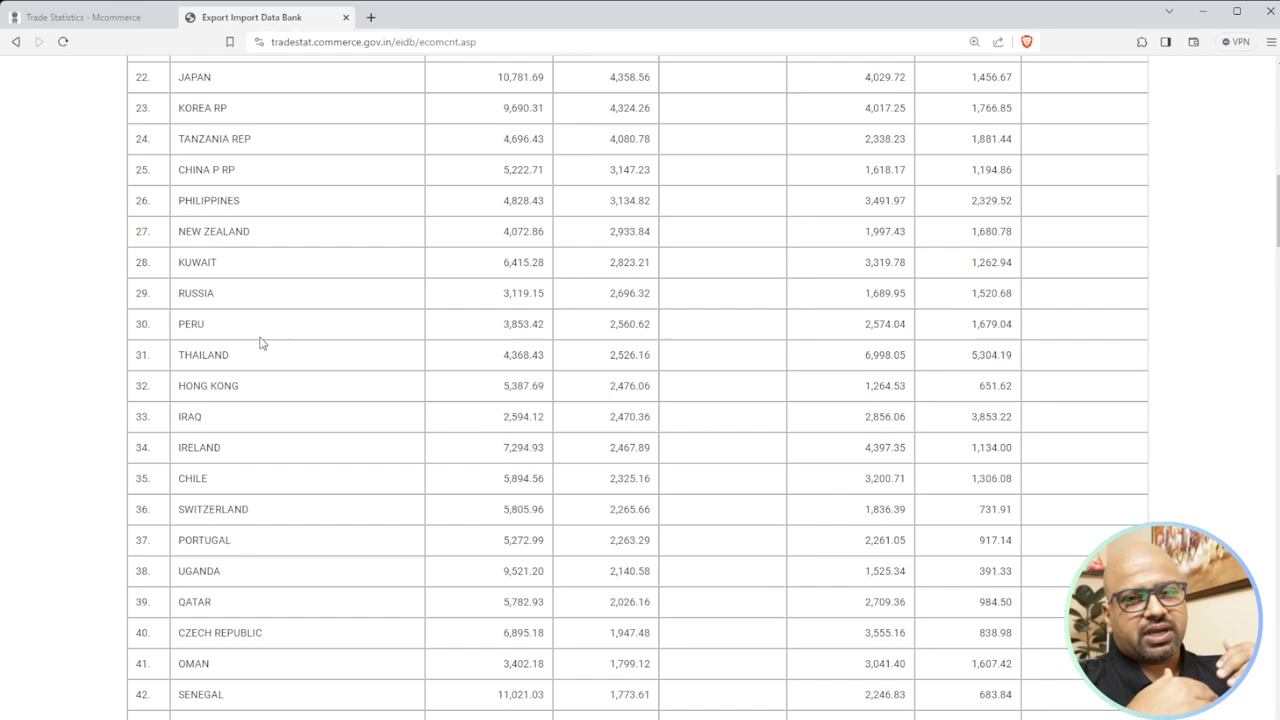 Trade Statistics - Mcommerce
Export Import Data Bank
tradestat.commerce.gov.in/eidb/ecomcnt.asp
VPN
22. JAPAN 10,781.69 4,358.56 4,029.72 1,456.67
23. KOREA RP 9,690.31 4,324.26 4,017.25 1,766.85
24. TANZANIA REP 4,696.43 4,080.78 2,338.23 1,881.44
25. CHINA P RP 5,222.71 3,147.23 1,618.17 1,194.86
26. PHILIPPINES 4,828.43 3,134.82 3,491.97 2,329.52
27. NEW ZEALAND 4,072.86 2,933.84 1,997.43 1,680.78
28. KUWAIT 6,415.28 2,823.21 3,319.78 1,262.94
29. RUSSIA 3,119.15 2,696.32 1,689.95 1,520.68
30. PERU 3,853.42 2,560.62 2,574.04 1,679.04
31. THAILAND 4,368.43 2,526.16 6,998.05 5,304.19
32. HONG KONG 5,387.69 2,476.06 1,264.53 651.62
33. IRAQ 2,594.12 2,470.36 2,856.06 3,853.22
34. IRELAND 7,294.93 2,467.89 4,397.35 1,134.00
35. CHILE 5,894.56 2,325.16 3,200.71 1,306.08
36. SWITZERLAND 5,805.96 2,265.66 1,836.39 731.91
37. PORTUGAL 5,272.99 2,263.29 2,261.05 917.14
38. UGANDA 9,521.20 2,140.58 1,525.34 391.33
39. QATAR 5,782.93 2,026.16 2,709.36 984.50
40. CZECH REPUBLIC 6,895.18 1,947.48 3,555.16 838.98
41. OMAN 3,402.18 1,799.12 3,041.40 1,607.42
42. SENEGAL 11,021.03 1,773.61 2,246.83 683.84